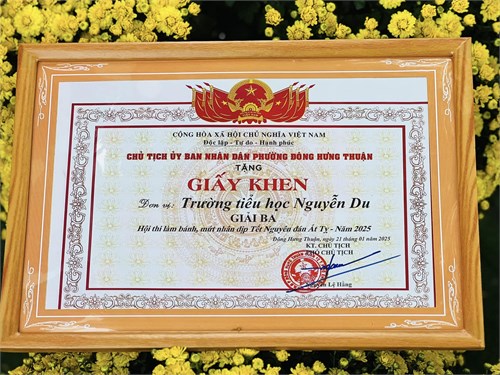 CỘNG HÒA XÃ HỘI CHỦ NGHĨA VIỆT NAM
Độc lập - Tự do - Hạnh phúc
CHỦ TỊCH ỦY BAN NHÂN DÂN PHƯỜNG ĐÔNG HƯNG THUẬN
TẶNG
GIẤY KHEN
Đơn vị: Trường tiểu học Nguyễn Du
GIẢI BA
Hội thi làm bánh, mứt nhân dịp Tết Nguyên đán Ất Tỵ - Năm 2025
Đông Hưng Thuận, ngày 21 tháng 01 năm 2025
KT. CHỦ TỊCH
PHÓ CHỦ TỊCH
Lệ Hằng